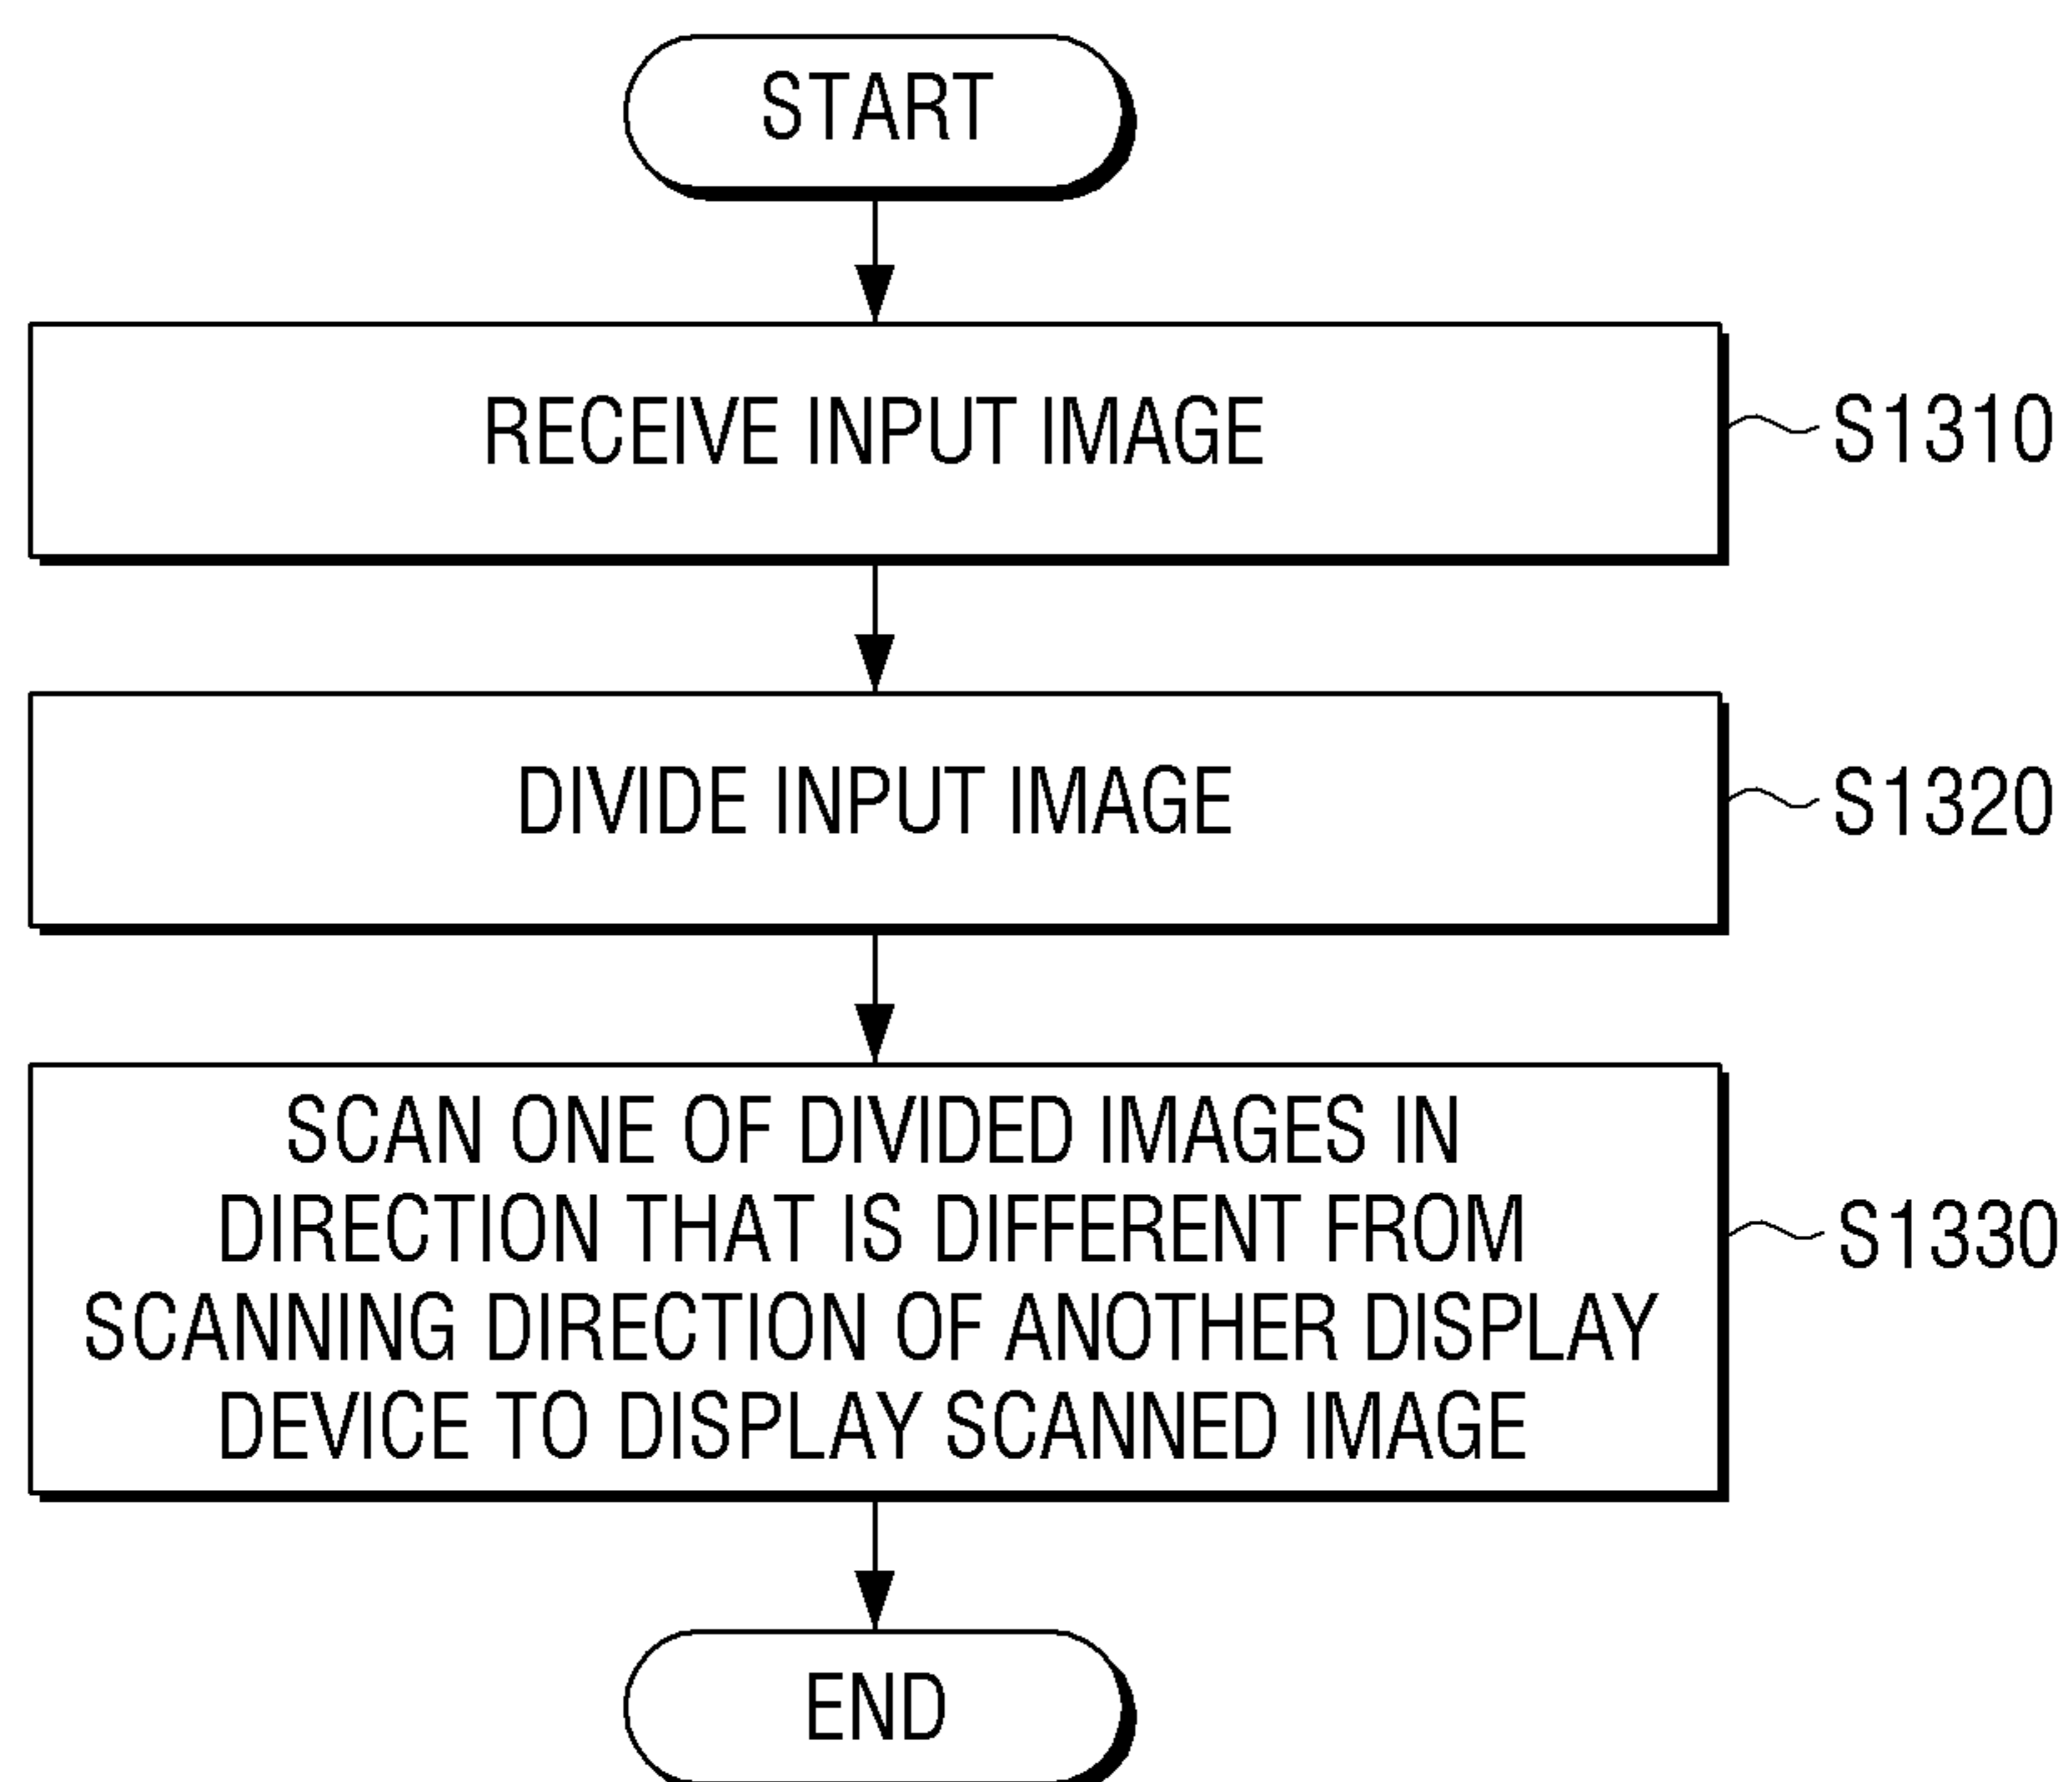 START
RECEIVE INPUT IMAGE
S1310
DIVIDE INPUT IMAGE
S1320
SCAN ONE OF DIVIDED IMAGES IN
DIRECTION THAT IS DIFFERENT FROM
SCANNING DIRECTION OF ANOTHER DISPLAY
DEVICE TO DISPLAY SCANNED IMAGE
S1330
END